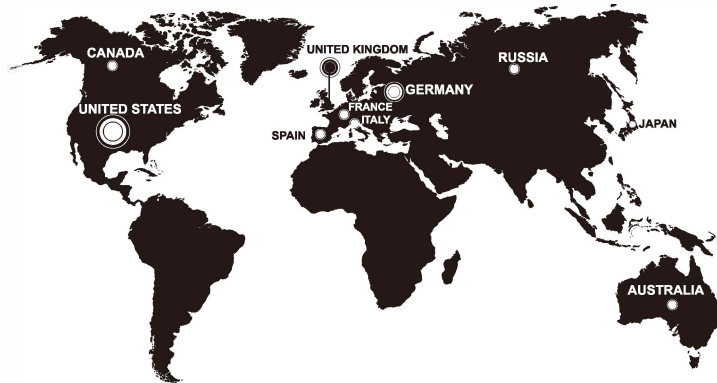 UNITED KINGDOM
CANADA
RUSSIA
GERMANY
UNITED STATES
FRANCE
ITALY
SPAIN
JAPAN
AUSTRALIA